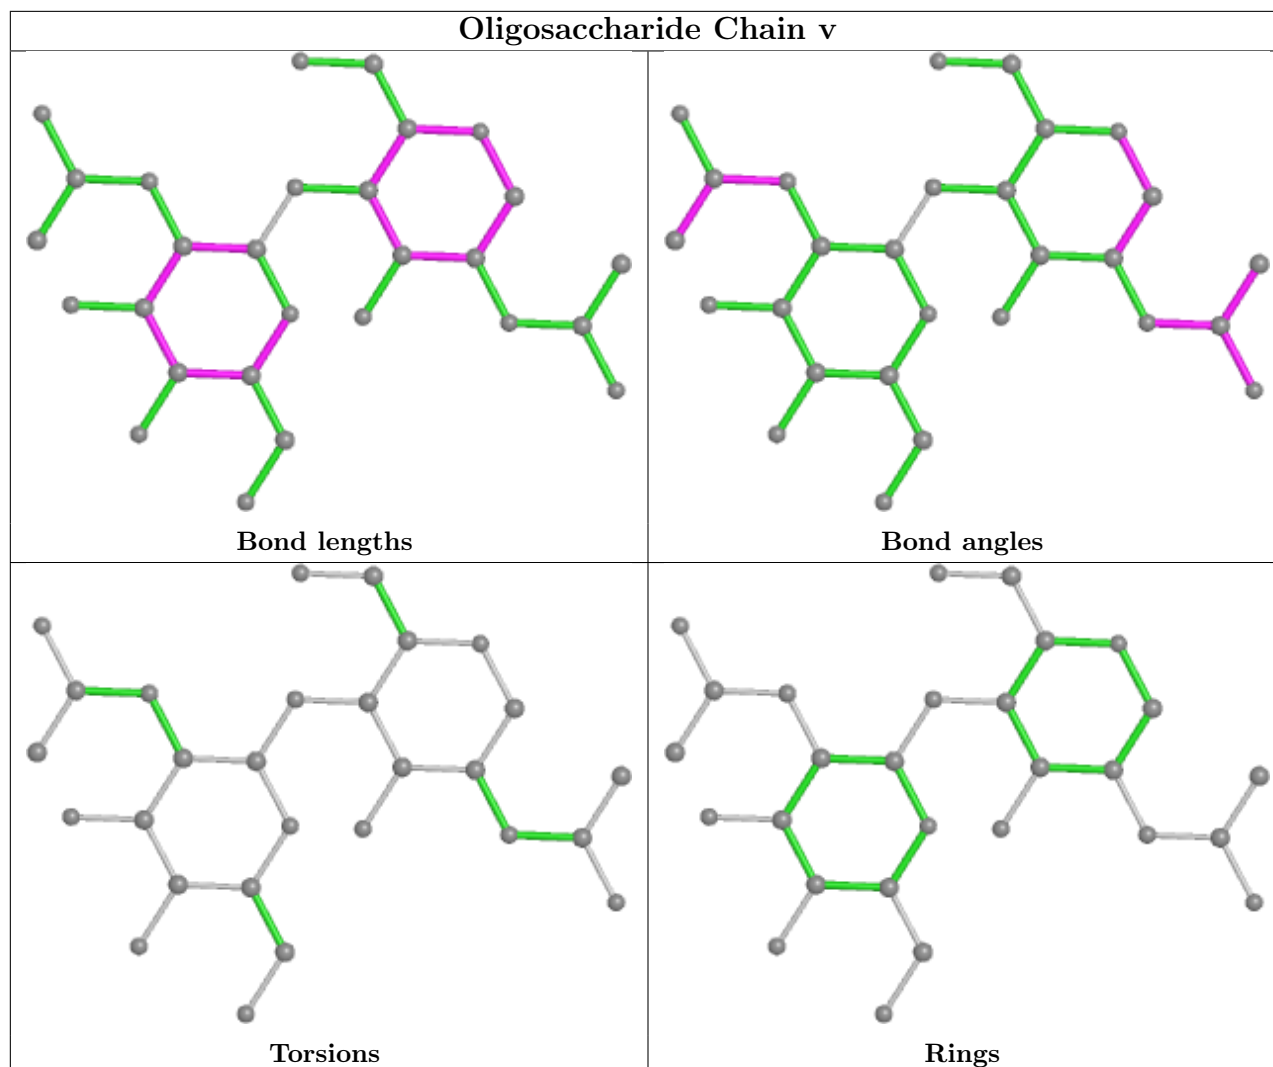 Oligosaccharide Chain v
Bond lengths
Bond angles
Torsions
Rings